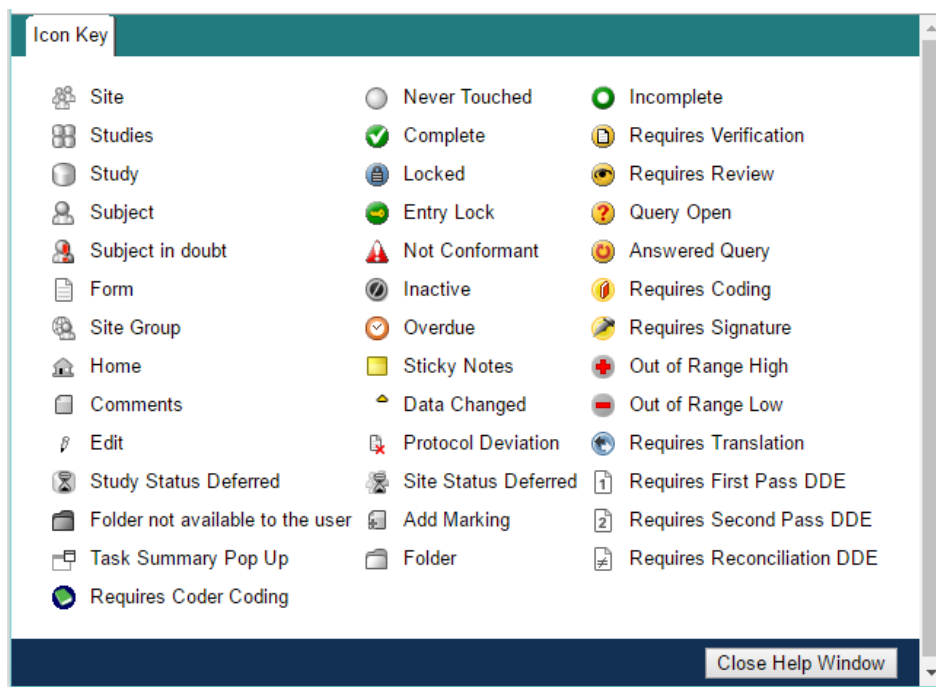 Icon Key
Site
Never Touched
Incomplete
Studies
Complete
Requires Verification
Study
Locked
Requires Review
Subject
Entry Lock
Query Open
Subject in doubt
Not Conformant
Answered Query
Form
Inactive
Requires Coding
Site Group
Overdue
Requires Signature
Home
Sticky Notes
Out of Range High
Comments
Data Changed
Out of Range Low
Edit
Protocol Deviation
Requires Translation
Study Status Deferred
Site Status Deferred
1
Requires First Pass DDE
Folder not available to the user
Add Marking
2
Requires Second Pass DDE
Task Summary Pop Up
Folder
≠
Requires Reconciliation DDE
Requires Coder Coding
Close Help Window